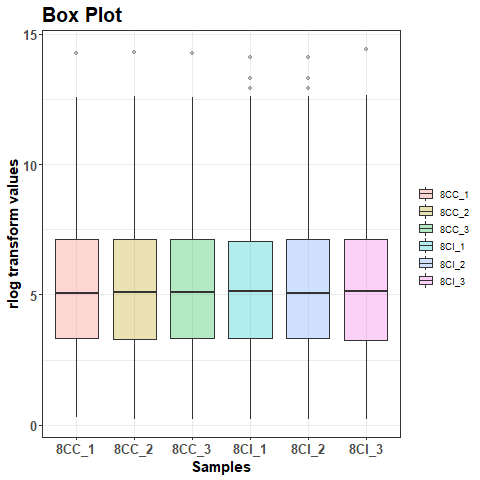 Box Plot
rlog transform values
15
10
5
0
8CC_1 8CC_2 8CC_3 8CI_1 8CI_2 8CI_3
Samples
8CC_1
8CC_2
8CC_3
8CI_1
8CI_2
8CI_3